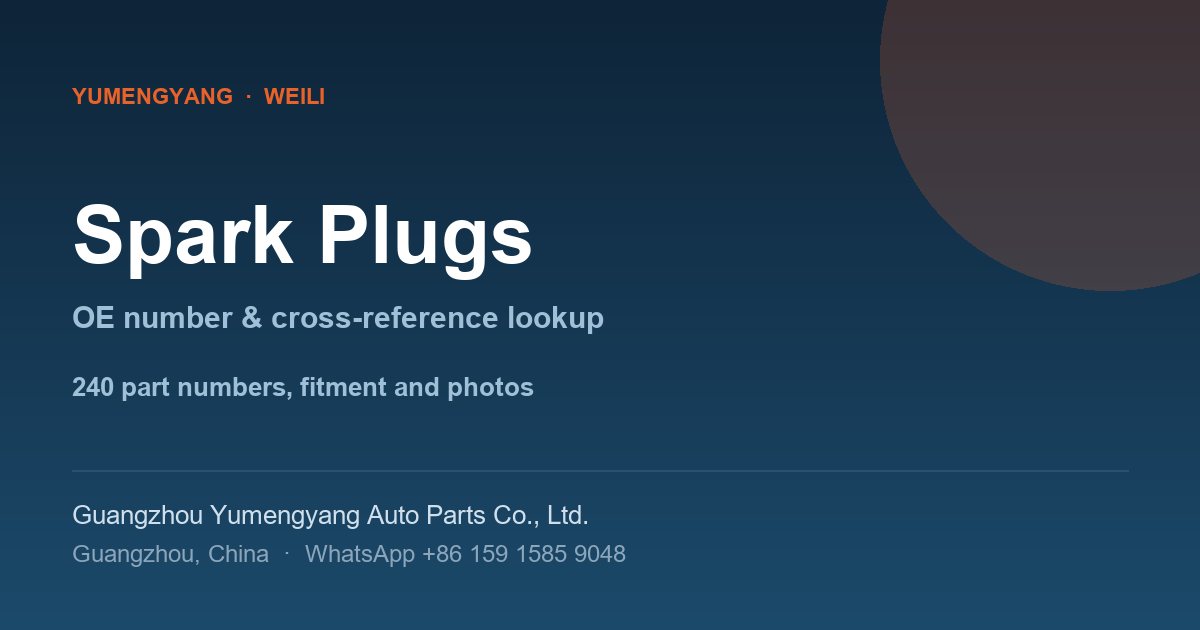 YUMENGYANG · WEILI
Spark Plugs
OE number & cross-reference lookup
240 part numbers, fitment and photos
Guangzhou Yumengyang Auto Parts Co., Ltd.
Guangzhou, China · WhatsApp +86 159 1585 9048